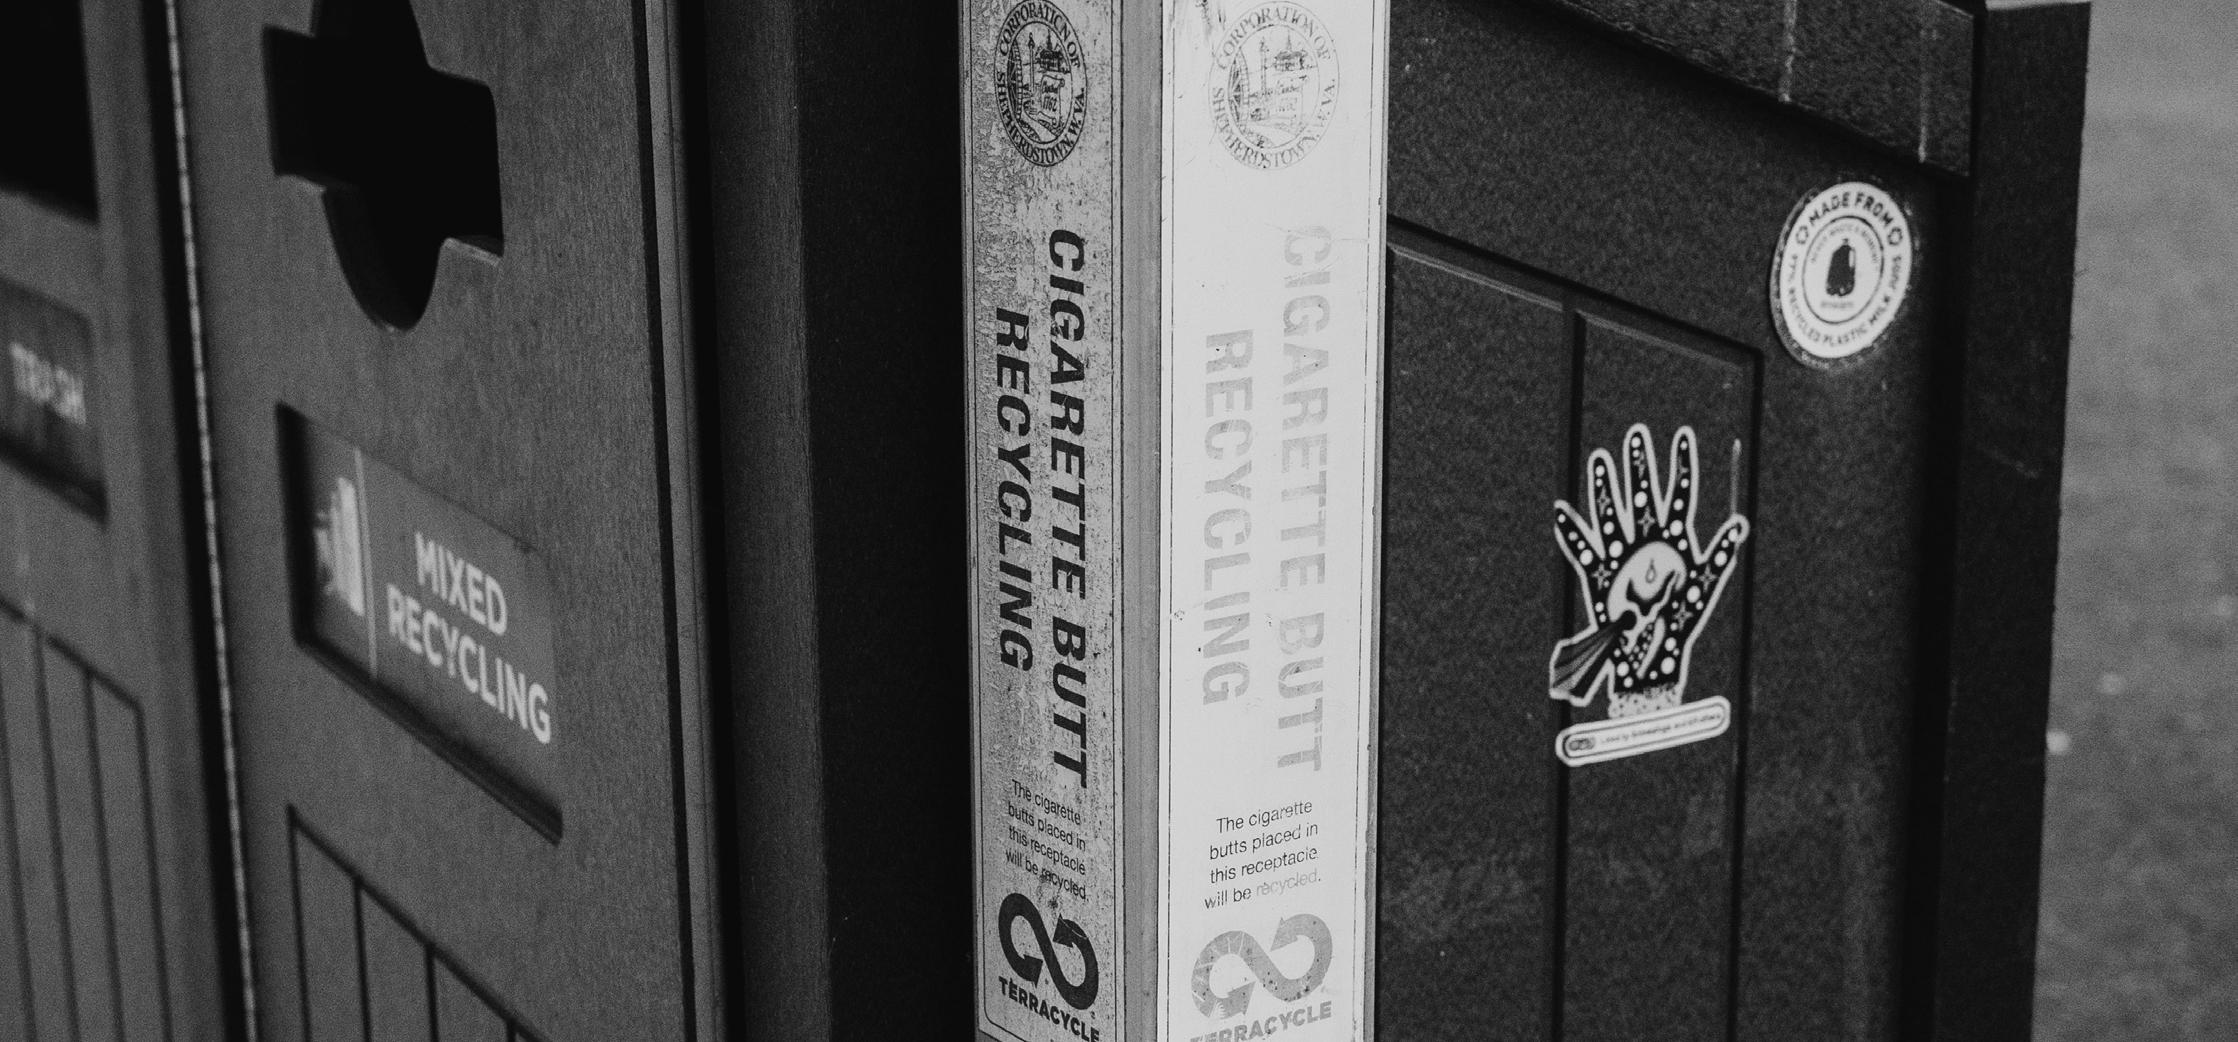 TRASH
MIXED
RECYCLING
CORPORATION OF
SHEPHERDSTOWN, W. VA.
CIGARETTE BUTT
RECYCLING
The cigarette
butts placed in
this receptacle
will be recycled.
TERRACYCLE
CORPORATION OF
SHEPHERDSTOWN, W. VA.
1762
CIGARETTE BUTT
RECYCLING
The cigarette
butts placed in
this receptacle
will be recycled.
TERRACYCLE
MADE FROM
RECYCLED PLASTIC MILK JUGS